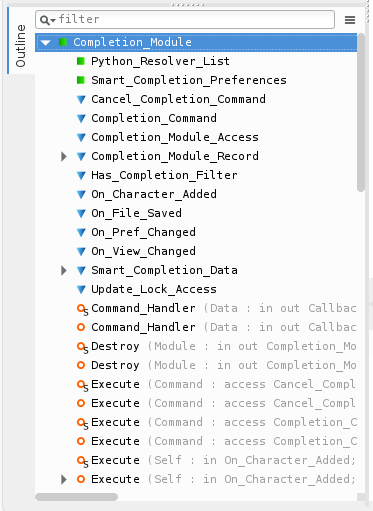 Outline
filter
Completion_Module
Python_Resolver_List
Smart_Completion_Preferences
Cancel_Completion_Command
Completion_Command
Completion_Module_Access
Completion_Module_Record
Has_Completion_Filter
On_Character_Added
On_File_Saved
On_Pref_Changed
On_View_Changed
Smart_Completion_Data
Update_Lock_Access
S Command_Handler (Data : in out Callbac
Command_Handler (Data : in out Callbac
S Destroy (Module : in out Completion_Mo
Destroy (Module : in out Completion_Mo
S Execute (Command : access Cancel_Compl
Execute (Command : access Cancel_Compl
S Execute (Command : access Completion_C
Execute (Command : access Completion_C
S Execute (Self : in On_Character_Added;
Execute (Self : in On_Character_Added;